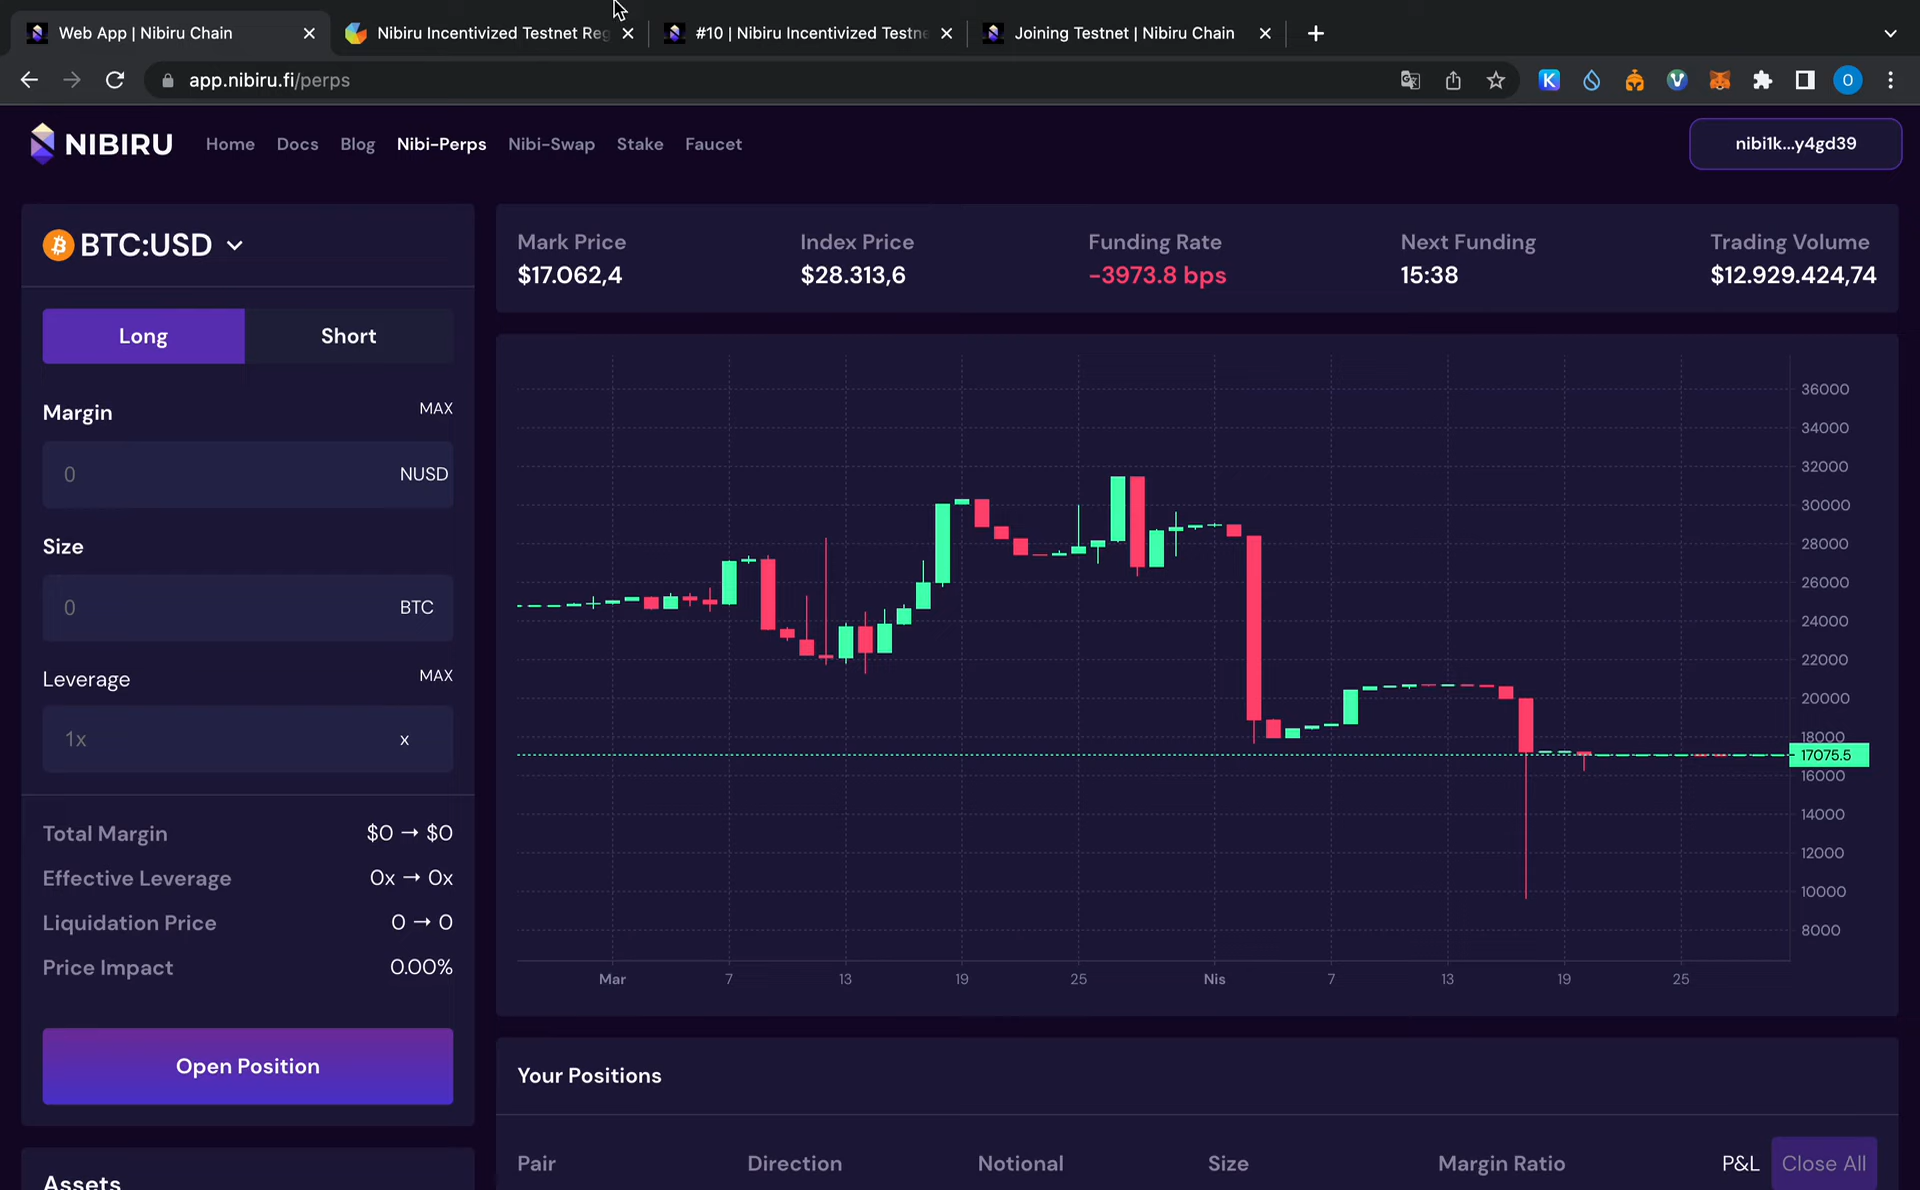 Web App | Nibiru Chain
Nibiru Incentivized Testnet Reg
#10 | Nibiru Incentivized Testne
Joining Testnet | Nibiru Chain
app.nibiru.fi/perps
K
O
NIBIRU
Home
Docs
Blog
Nibi-Perps
Nibi-Swap
Stake
Faucet
nibi1k...y4gd39
BTC:USD
Long
Short
Margin
MAX
0
NUSD
Size
0
BTC
Leverage
MAX
1x
x
Total Margin
$0 → $0
Effective Leverage
0x → 0x
Liquidation Price
0 → 0
Price Impact
0.00%
Open Position
Assets
Mark Price
$17.062,4
Index Price
$28.313,6
Funding Rate
-3973.8 bps
Next Funding
15:38
Trading Volume
$12.929.424,74
36000
34000
32000
30000
28000
26000
24000
22000
20000
18000
17075.5
16000
14000
12000
10000
8000
Mar
7
13
19
25
Nis
7
13
19
25
Your Positions
Pair
Direction
Notional
Size
Margin Ratio
P&L
Close All